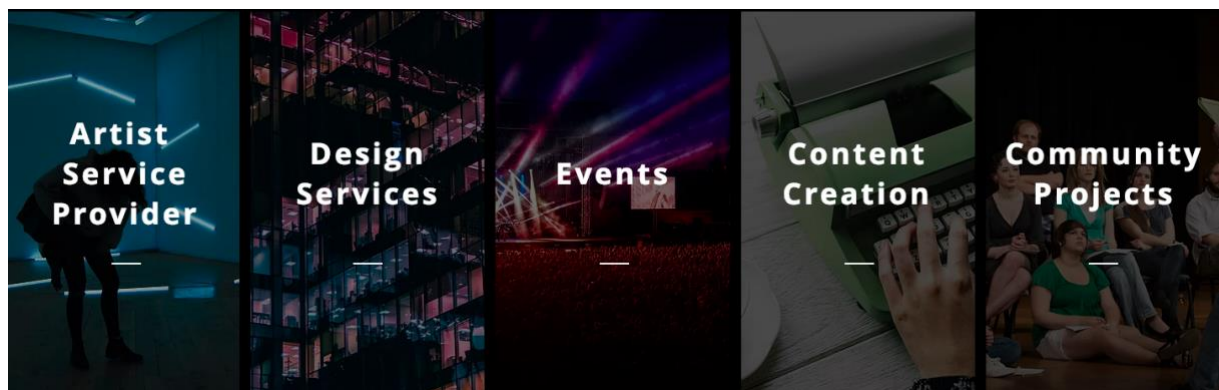 Artist
Service
Provider
Design
Services
Events
Content
Creation
Community
Projects